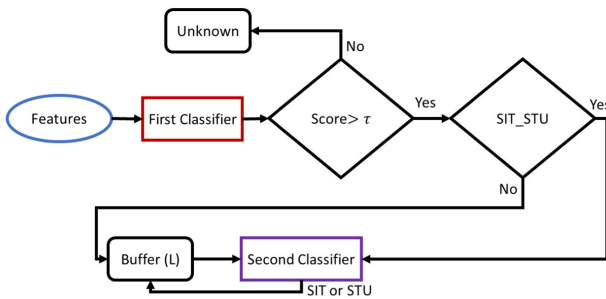 Unknown
No
Features
First Classifier
Score> τ
Yes
SIT_STU
Yes
No
Buffer (L)
Second Classifier
SIT or STU